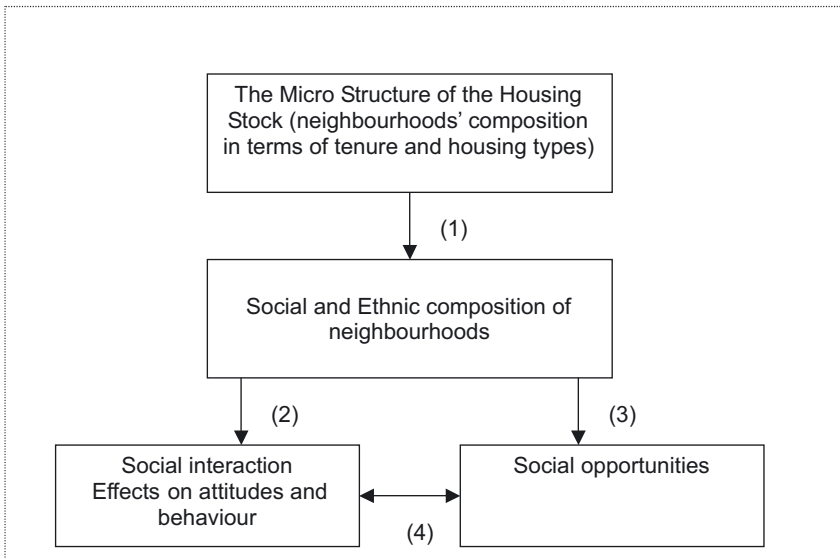 The Micro Structure of the Housing
Stock (neighbourhoods’ composition
in terms of tenure and housing types)
(1)
Social and Ethnic composition of
neighbourhoods
(2)
(3)
Social interaction
Effects on attitudes and
behaviour
Social opportunities
(4)